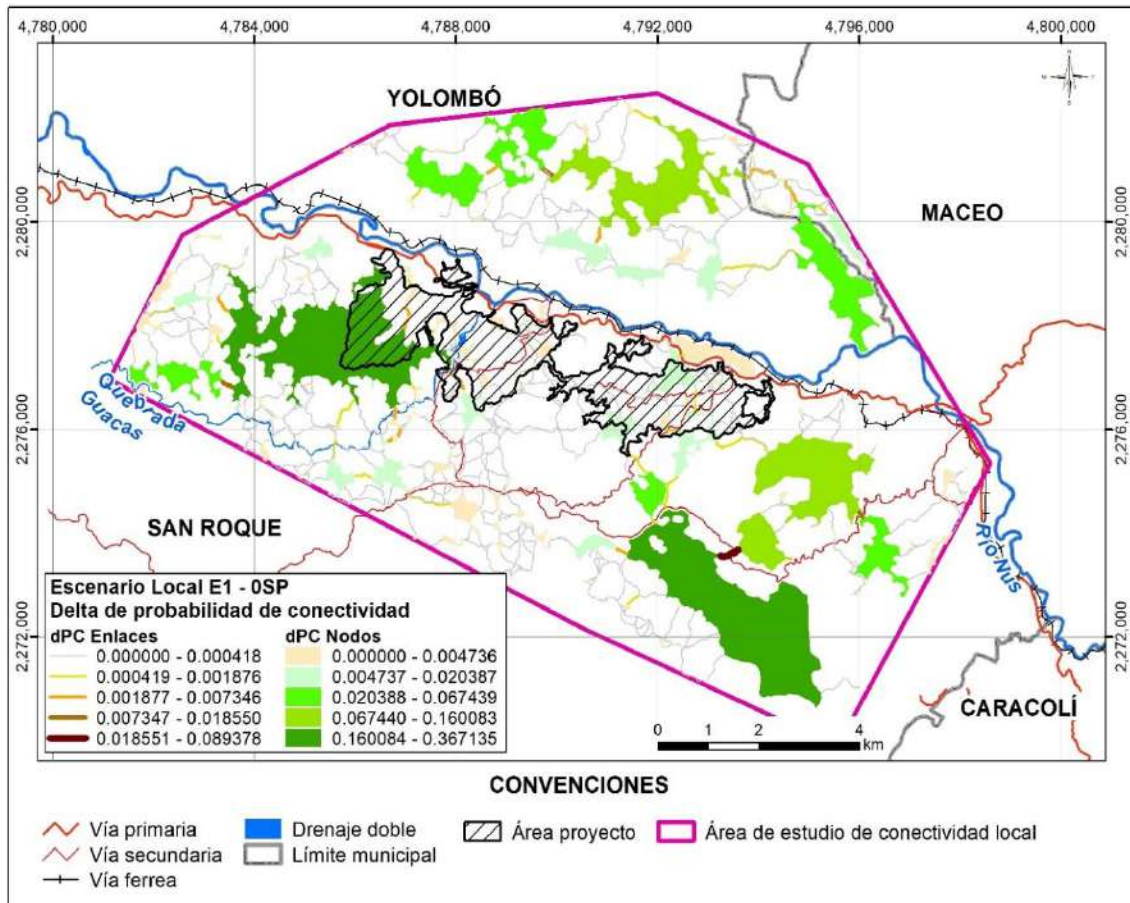 4,780,000 4,784,000 4,788,000 4,792,000 4,796,000 4,800,000
YOLOMBÓ
MACEO
2,280,000 2,280,000
2,276,000 2,276,000
Quebrada
Guacas
SAN ROQUE
Río Nus
2,272,000 2,272,000
CARACOLÍ
Escenario Local E1 - 0SP
Delta de probabilidad de conectividad
dPC Enlaces dPC Nodos
0.000000 - 0.000418 0.000000 - 0.004736
0.000419 - 0.001876 0.004737 - 0.020387
0.001877 - 0.007346 0.020388 - 0.067439
0.007347 - 0.018550 0.067440 - 0.160083
0.018551 - 0.089378 0.160084 - 0.367135
0 1 2 4
km
CONVENCIONES
Vía primaria Drenaje doble Área proyecto Área de estudio de conectividad local
Vía secundaria Límite municipal
Vía ferrea